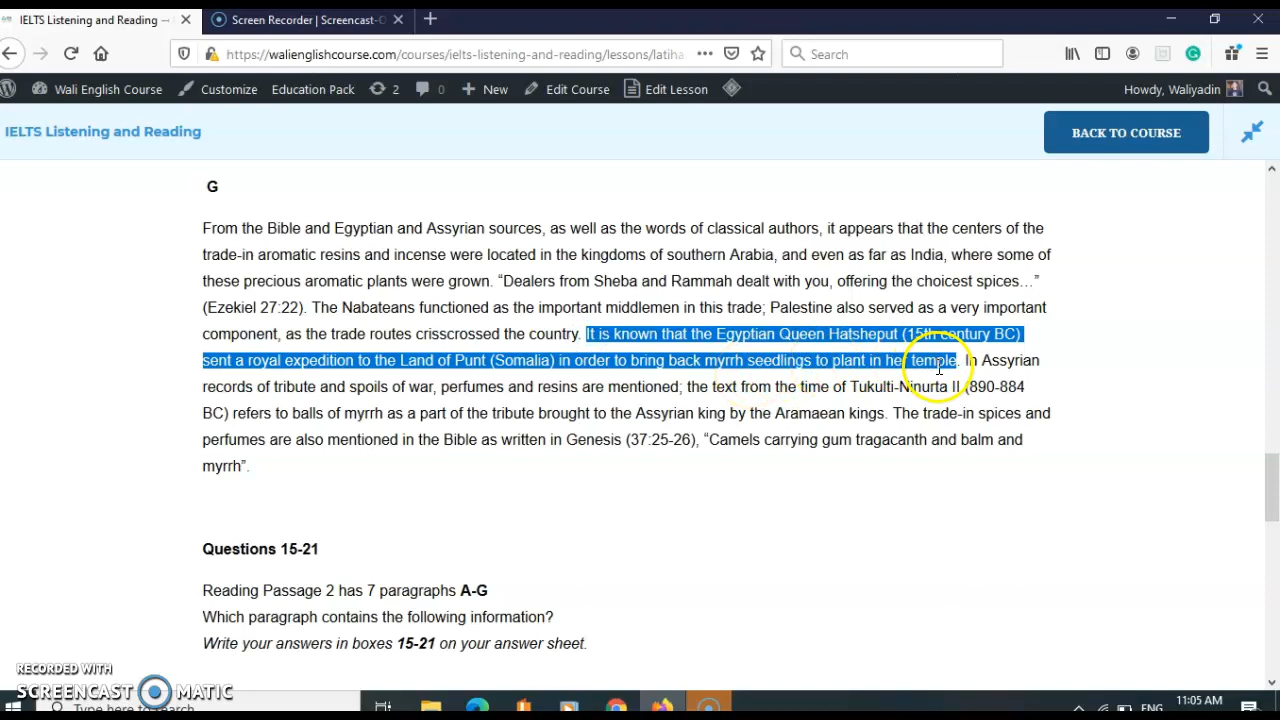 IELTS Listening and Reading —
Screen Recorder | Screencast-O
https://walienglishcourse.com/courses/ielts-listening-and-reading/lessons/latiha
Search
Wali English Course
Customize
Education Pack
2
0
New
Edit Course
Edit Lesson
Howdy, Waliyadin
IELTS Listening and Reading
BACK TO COURSE
G
From the Bible and Egyptian and Assyrian sources, as well as the words of classical authors, it appears that the centers of the
trade-in aromatic resins and incense were located in the kingdoms of southern Arabia, and even as far as India, where some of
these precious aromatic plants were grown. “Dealers from Sheba and Rammah dealt with you, offering the choicest spices…”
(Ezekiel 27:22). The Nabateans functioned as the important middlemen in this trade; Palestine also served as a very important
component, as the trade routes crisscrossed the country. It is known that the Egyptian Queen Hatsheput (15th century BC)
sent a royal expedition to the Land of Punt (Somalia) in order to bring back myrrh seedlings to plant in her temple. In Assyrian
records of tribute and spoils of war, perfumes and resins are mentioned; the text from the time of Tukulti-Ninurta II (890-884
BC) refers to balls of myrrh as a part of the tribute brought to the Assyrian king by the Aramaean kings. The trade-in spices and
perfumes are also mentioned in the Bible as written in Genesis (37:25-26), “Camels carrying gum tragacanth and balm and
myrrh”.
Questions 15-21
Reading Passage 2 has 7 paragraphs A-G
Which paragraph contains the following information?
Write your answers in boxes 15-21 on your answer sheet.
RECORDED WITH
SCREENCAST MATIC
Type here to search
ENG
11:05 AM